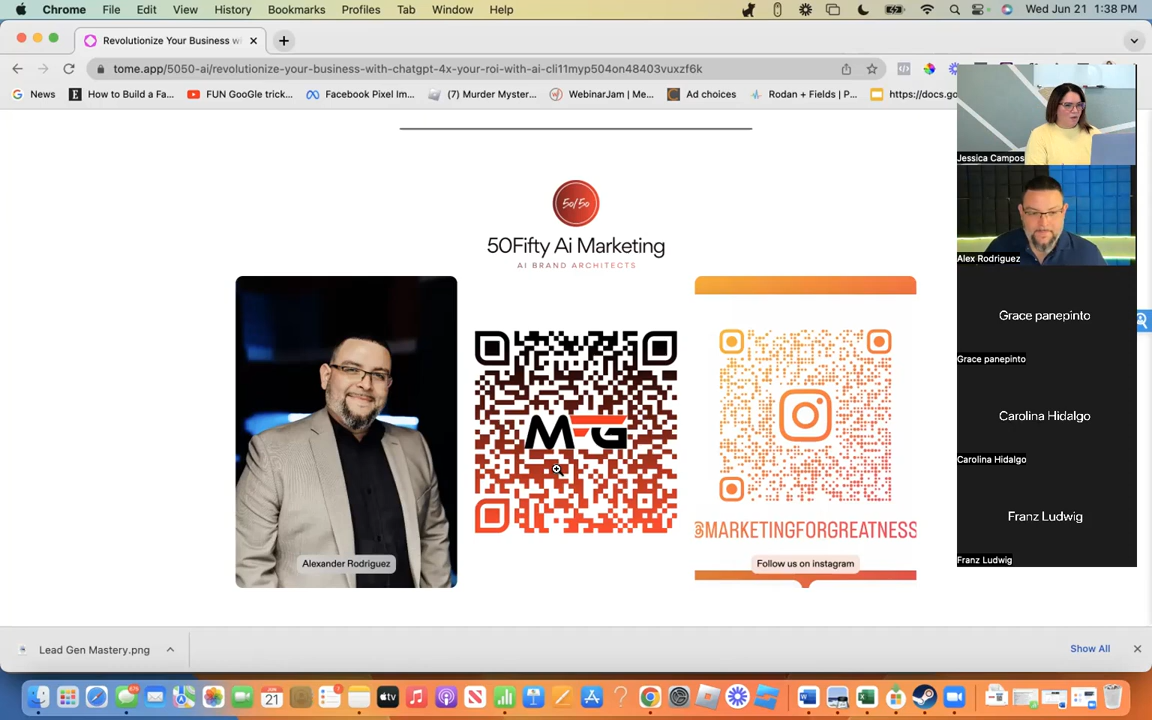 Chrome File Edit View History Bookmarks Profiles Tab Window Help Wed Jun 21 1:38 PM
Revolutionize Your Business wi
tome.app/5050-ai/revolutionize-your-business-with-chatgpt-4x-your-roi-with-ai-cli11myp504on48403vuxzf6k
News How to Build a Fa... FUN GooGle trick... Facebook Pixel Im... (7) Murder Myster... WebinarJam | Me... Ad choices Rodan + Fields | P... https://docs.go
Jessica Campos
50/50
50Fifty Ai Marketing
AI BRAND ARCHITECTS
Alex Rodriguez
Grace panepinto
Grace panepinto
MFG
Carolina Hidalgo
Carolina Hidalgo
Franz Ludwig
@MARKETINGFORGREATNESS
Alexander Rodriguez
Follow us on instagram
Franz Ludwig
Lead Gen Mastery.png
Show All